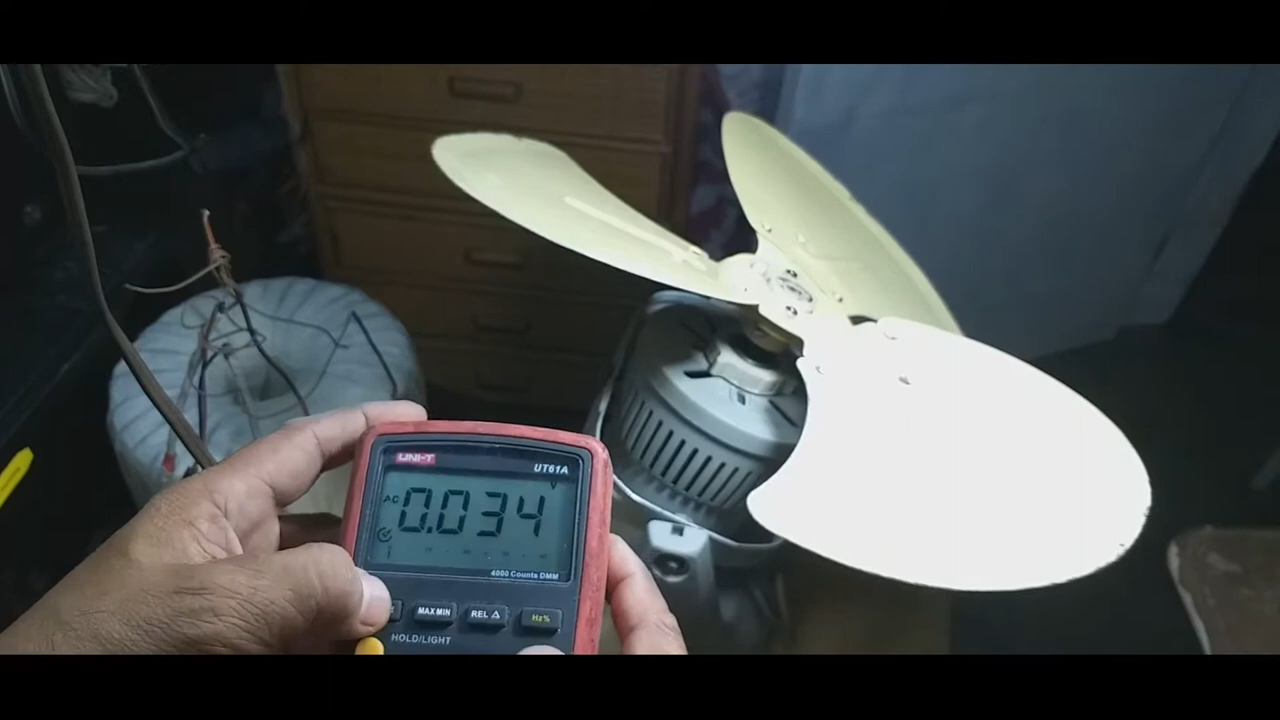 UNI-T
UT61A
V
AC
0.034
4000 Counts DMM
MAX MIN
REL Δ
Hz%
HOLD/LIGHT